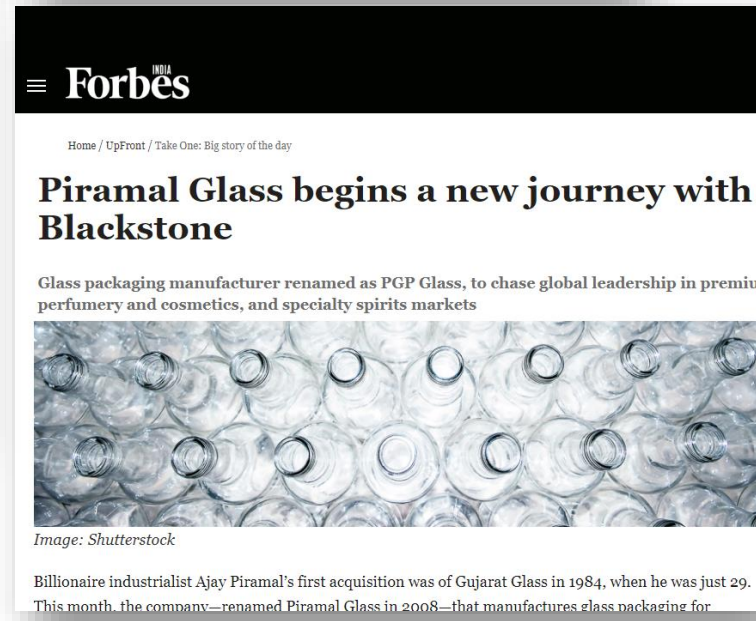 Forbes
INDIA
Home / UpFront / Take One: Big story of the day
Piramal Glass begins a new journey with
Blackstone
Glass packaging manufacturer renamed as PGP Glass, to chase global leadership in premiu
perfumery and cosmetics, and specialty spirits markets
Image: Shutterstock
Billionaire industrialist Ajay Piramal’s first acquisition was of Gujarat Glass in 1984, when he was just 29.
This month, the company—renamed Piramal Glass in 2008—that manufactures glass packaging for